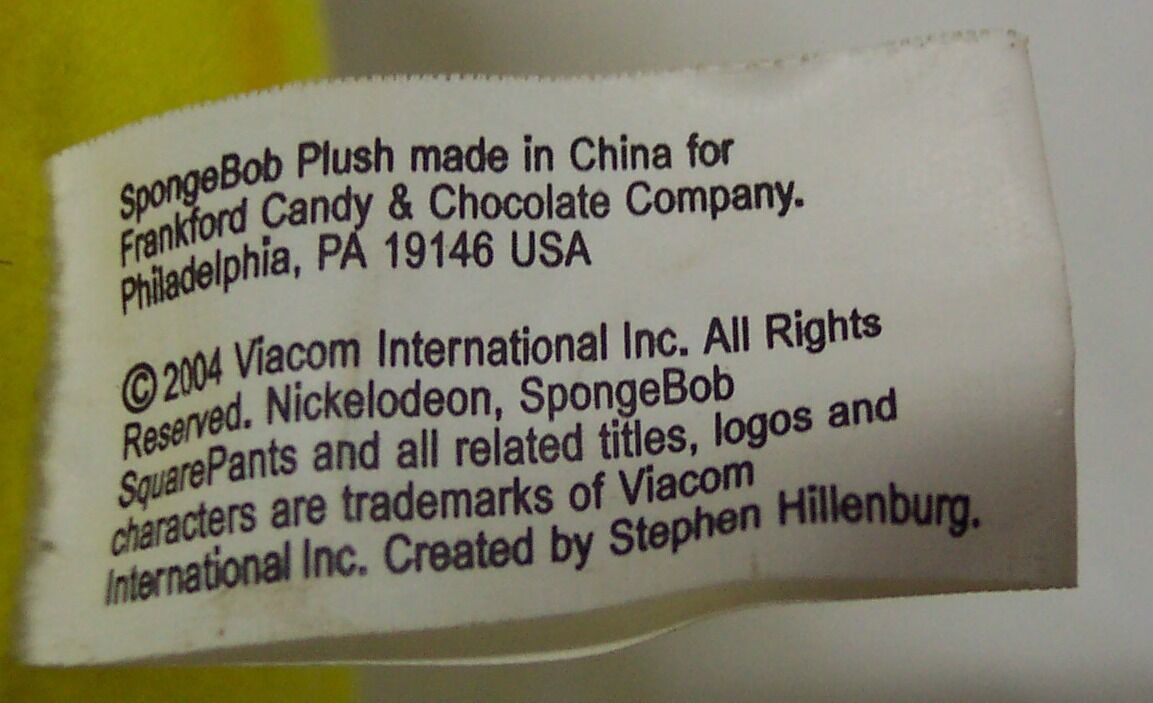 SpongeBob Plush made in China for
Frankford Candy & Chocolate Company.
Philadelphia, PA 19146 USA
©2004 Viacom International Inc. All Rights
Reserved. Nickelodeon, SpongeBob
SquarePants and all related titles, logos and
characters are trademarks of Viacom
International Inc. Created by Stephen Hillenburg.